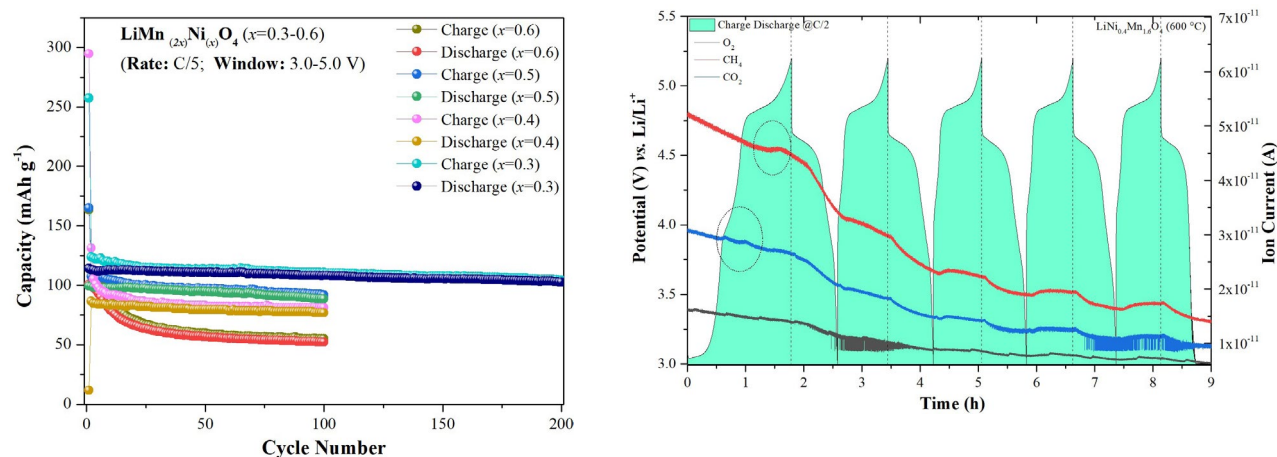 LiMn (2x)Ni(x)O4 (x=0.3-0.6)
(Rate: C/5; Window: 3.0-5.0 V)
Charge (x=0.6)
Discharge (x=0.6)
Charge (x=0.5)
Discharge (x=0.5)
Charge (x=0.4)
Discharge (x=0.4)
Charge (x=0.3)
Discharge (x=0.3)
Capacity (mAh g-1)
300
250
200
150
100
50
0
0 50 100 150 200
Cycle Number
Charge Discharge @C/2
O2
CH4
CO2
LiNi0.4Mn1.6O4 (600 °C)
Potential (V) vs. Li/Li+
5.5
5.0
4.5
4.0
3.5
3.0
0 1 2 3 4 5 6 7 8 9
Time (h)
7x10-11
6x10-11
5x10-11
4x10-11
3x10-11
2x10-11
1x10-11
Ion Current (A)